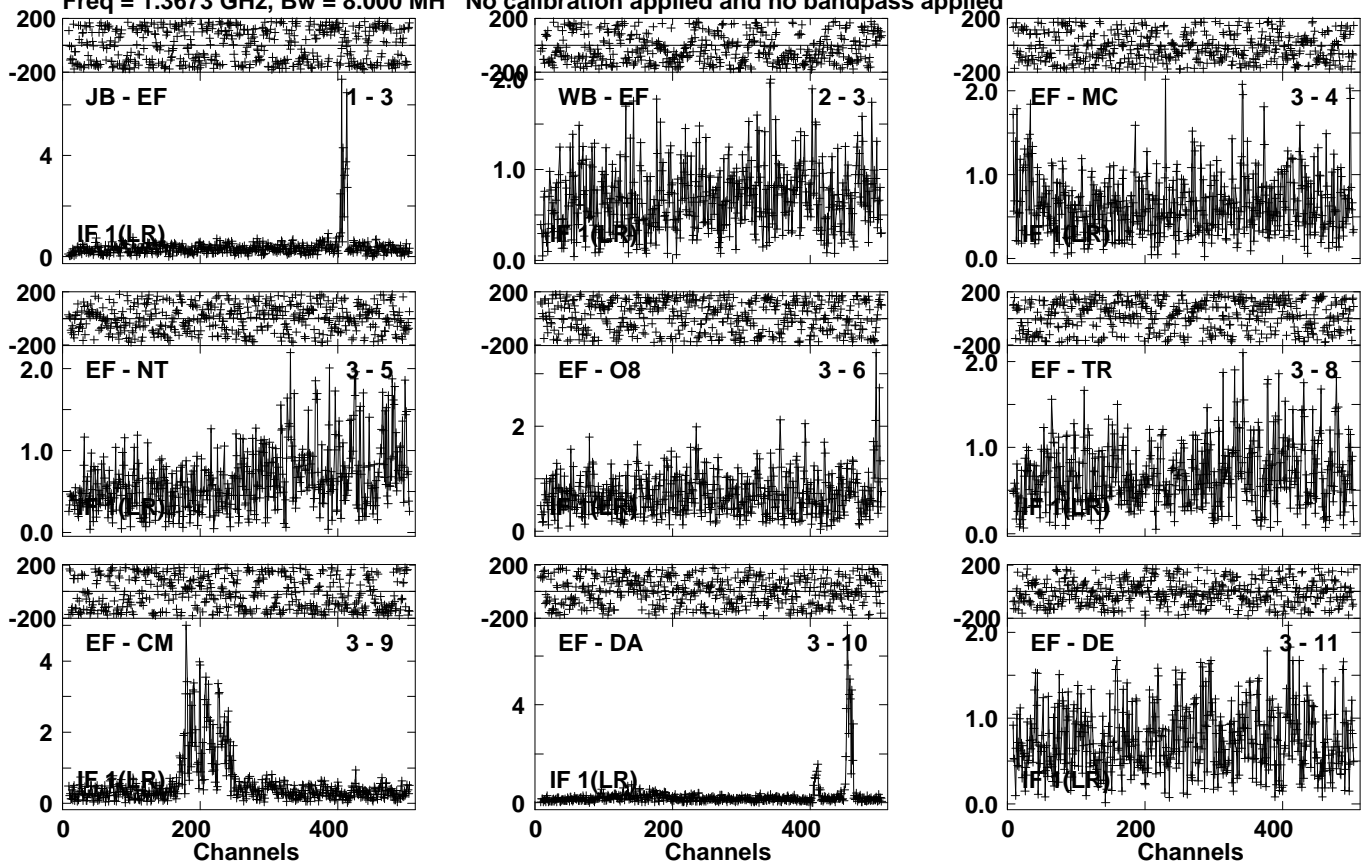 Freq = 1.3673 GHz, Bw = 8.000 MH No calibration applied and no bandpass applied
200 200 200
-200 -200 -200
JB - EF 1 - 3 WB - EF 2 - 3 EF - MC 3 - 4
2.0 2.0
4 1.0 1.0
IF 1(LR) IF 1(LR) IF 1(LR)
0 0.0 0.0
200 200 200
-200 -200 -200
EF - NT 3 - 5 EF - O8 3 - 6 EF - TR 3 - 8
2.0 2 2.0
1.0 1.0
IF 1(LR) IF 1(LR) IF 1(LR)
0.0 0 0.0
200 200 200
-200 -200 -200
EF - CM 3 - 9 EF - DA 3 - 10 EF - DE 3 - 11
4 4 2.0
2 1.0
IF 1(LR) IF 1(LR) IF 1(LR)
0 0 0.0
0 200 400 0 200 400 0 200 400
Channels Channels Channels